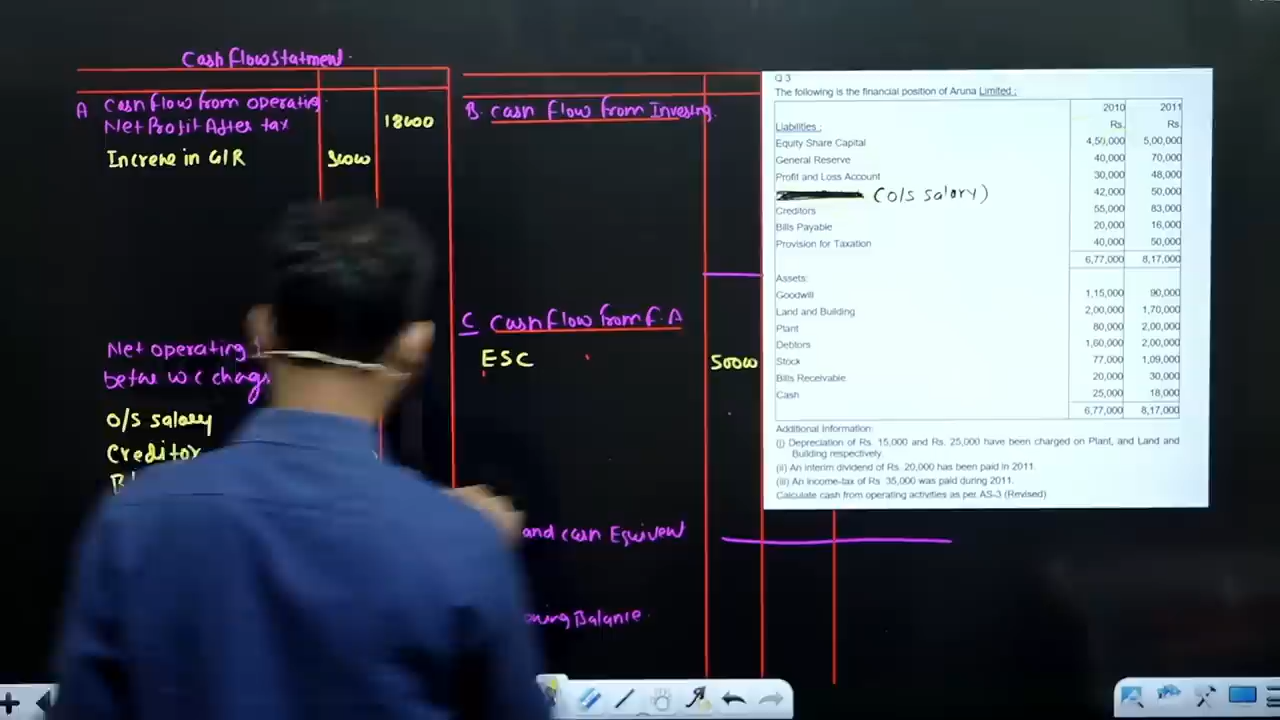 Cash flow Statment
A Cash flow from operating
Net Profit After tax 18000
Increase in G/R 30000
Net operating
before w c chang
O/s salary
Creditor
B. Cash flow from Investing.
C Cash flow from F.A
ESC 50000
and cash Equivent
Balance
Q 3
The following is the financial position of Aruna Limited :
2010 2011
Rs. Rs.
Liabilities :
Equity Share Capital 4,50,000 5,00,000
General Reserve 40,000 70,000
Profit and Loss Account 30,000 48,000
(O/s salary) 42,000 50,000
Creditors 55,000 83,000
Bills Payable 20,000 16,000
Provision for Taxation 40,000 50,000
6,77,000 8,17,000
Assets:
Goodwill 1,15,000 90,000
Land and Building 2,00,000 1,70,000
Plant 80,000 2,00,000
Debtors 1,60,000 2,00,000
Stock 77,000 1,09,000
Bills Receivable 20,000 30,000
Cash 25,000 18,000
6,77,000 8,17,000
Additional Information:
(i) Depreciation of Rs. 15,000 and Rs. 25,000 have been charged on Plant, and Land and
Building respectively.
(ii) An interim dividend of Rs. 20,000 has been paid in 2011.
(iii) An income-tax of Rs. 35,000 was paid during 2011.
Calculate cash from operating activities as per AS-3 (Revised)